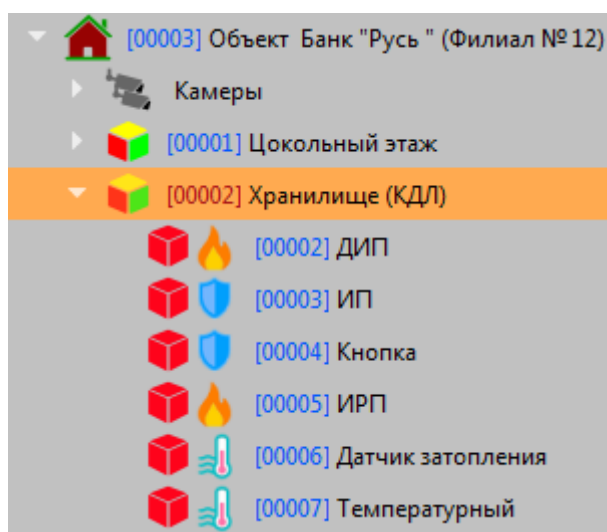 [00003] Объект Банк "Русь " (Филиал №12)
Камеры
[00001] Цокольный этаж
[00002] Хранилище (КДЛ)
[00002] ДИП
[00003] ИП
[00004] Кнопка
[00005] ИРП
[00006] Датчик затопления
[00007] Температурный